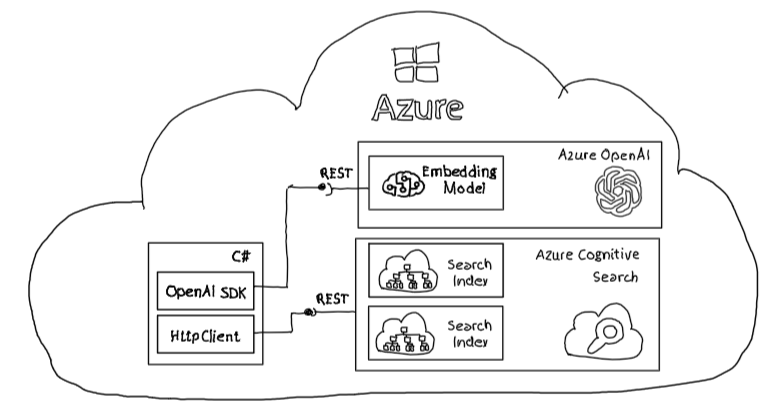 Azure
Azure OpenAI
REST
Embedding
Model
C#
OpenAI SDK
HttpClient
REST
Azure Cognitive
Search
Search
Index
Search
Index